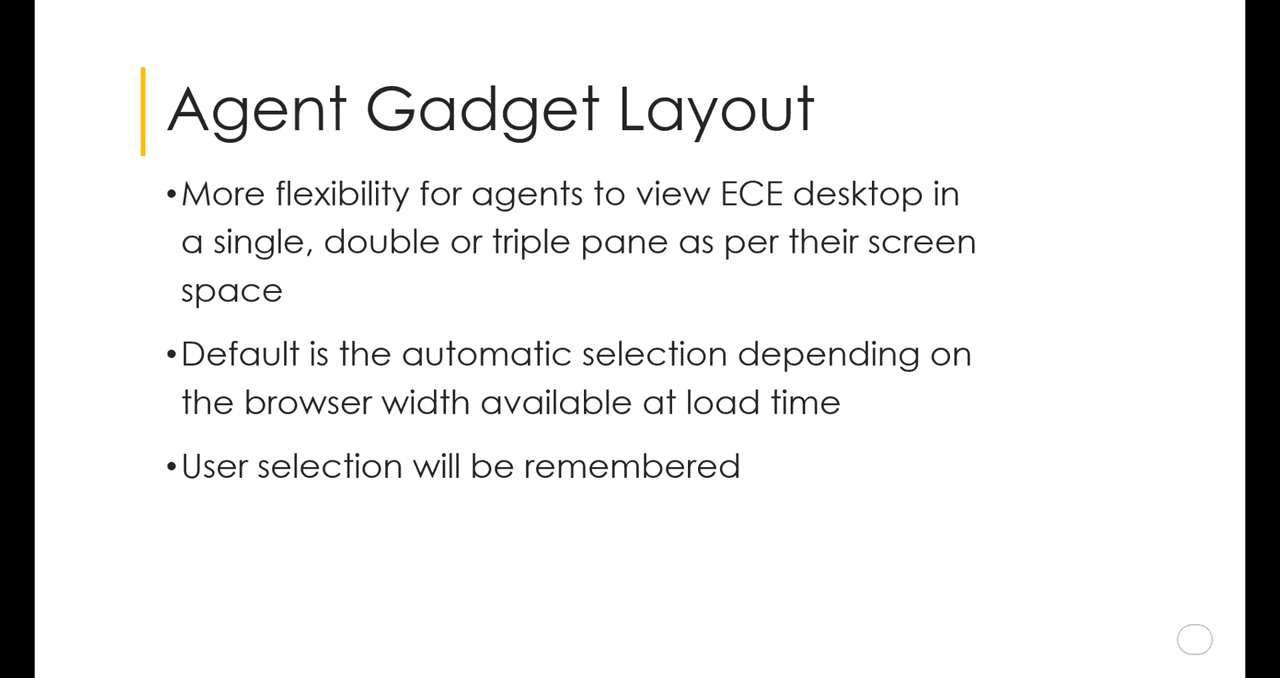 Agent Gadget Layout
•More flexibility for agents to view ECE desktop in
a single, double or triple pane as per their screen
space
•Default is the automatic selection depending on
the browser width available at load time
•User selection will be remembered